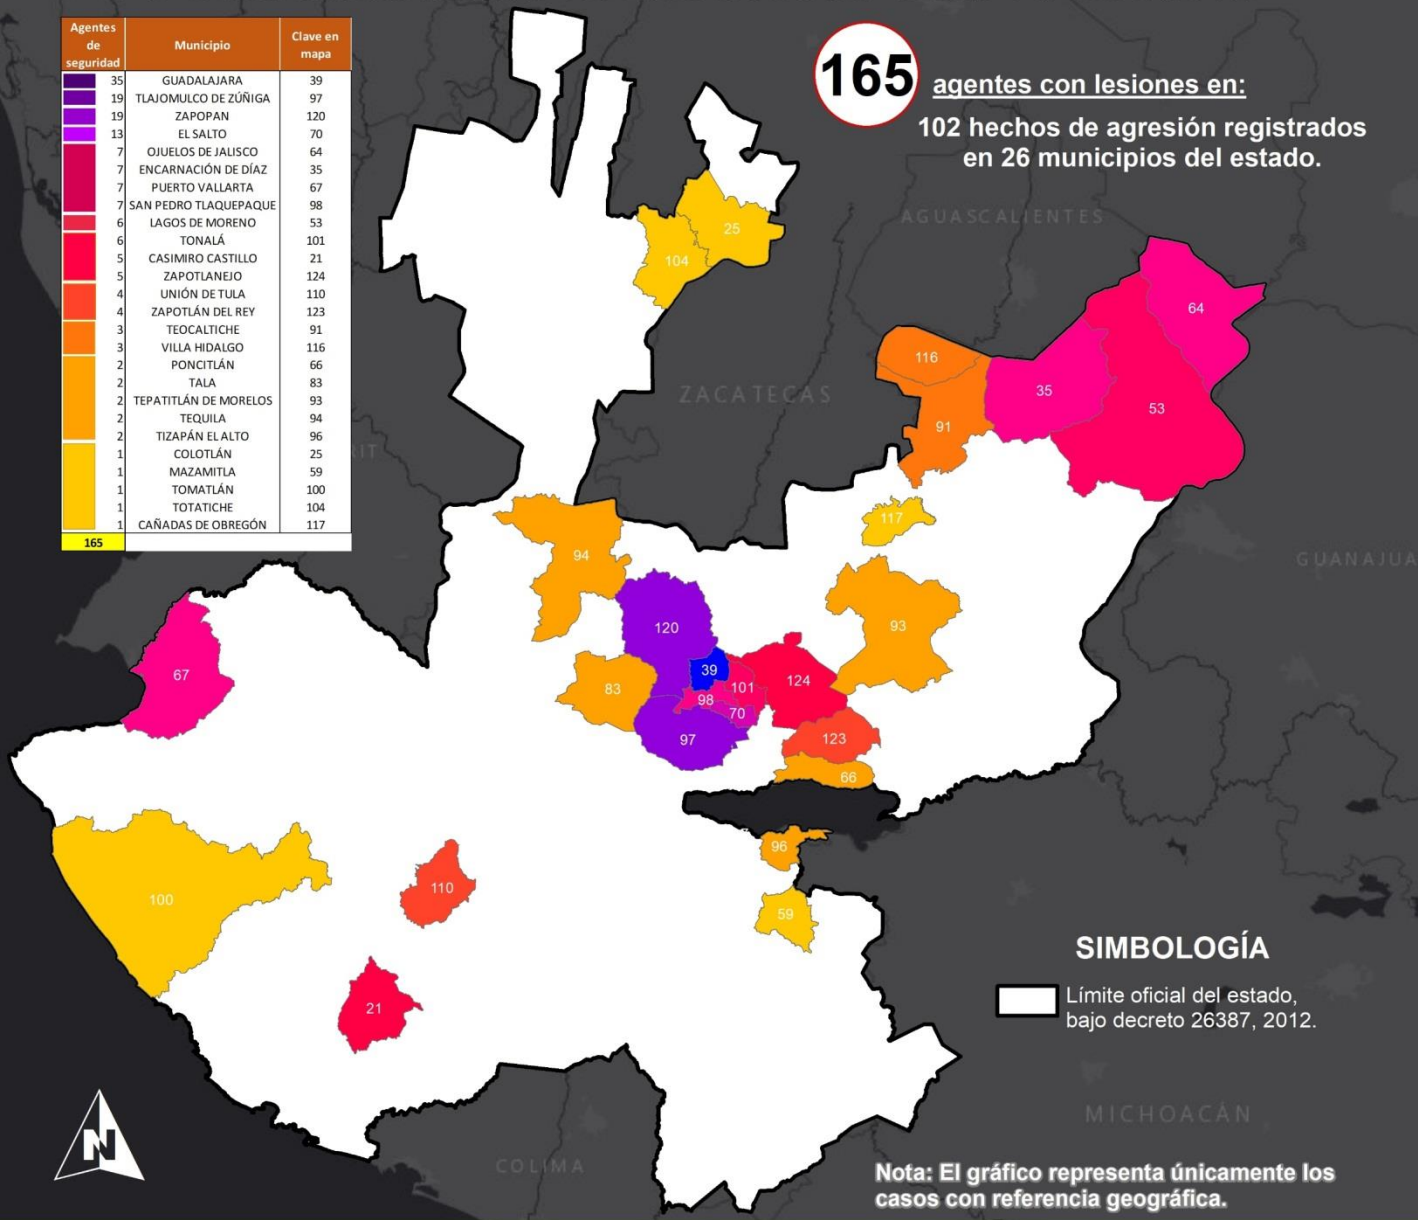 Agentes de seguridad Municipio Clave en mapa
35 GUADALAJARA 39
19 TLAJOMULCO DE ZÚÑIGA 97
19 ZAPOPAN 120
13 EL SALTO 70
7 OJUELOS DE JALISCO 64
7 ENCARNACIÓN DE DÍAZ 35
7 PUERTO VALLARTA 67
7 SAN PEDRO TLAQUEPAQUE 98
6 LAGOS DE MORENO 53
6 TONALÁ 101
5 CASIMIRO CASTILLO 21
5 ZAPOTLANEJO 124
4 UNIÓN DE TULA 110
4 ZAPOTLÁN DEL REY 123
3 TEOCALTICHE 91
3 VILLA HIDALGO 116
2 PONCITLÁN 66
2 TALA 83
2 TEPATITLÁN DE MORELOS 93
2 TEQUILA 94
2 TIZAPÁN EL ALTO 96
1 COLOTLÁN 25
1 MAZAMITLA 59
1 TOMATLÁN 100
1 TOTATICHE 104
1 CAÑADAS DE OBREGÓN 117
165
165 agentes con lesiones en:
102 hechos de agresión registrados
en 26 municipios del estado.
AGUASCALIENTES
25
104
64
116
35
ZACATECAS
53
91
RIT
117
94
GUANAJUA
120
93
39
67
124
83
101
98
70
97
123
66
96
110
100
59
SIMBOLOGÍA
Límite oficial del estado,
bajo decreto 26387, 2012.
21
MICHOACÁN
N
COLIMA
Nota: El gráfico representa únicamente los
casos con referencia geográfica.